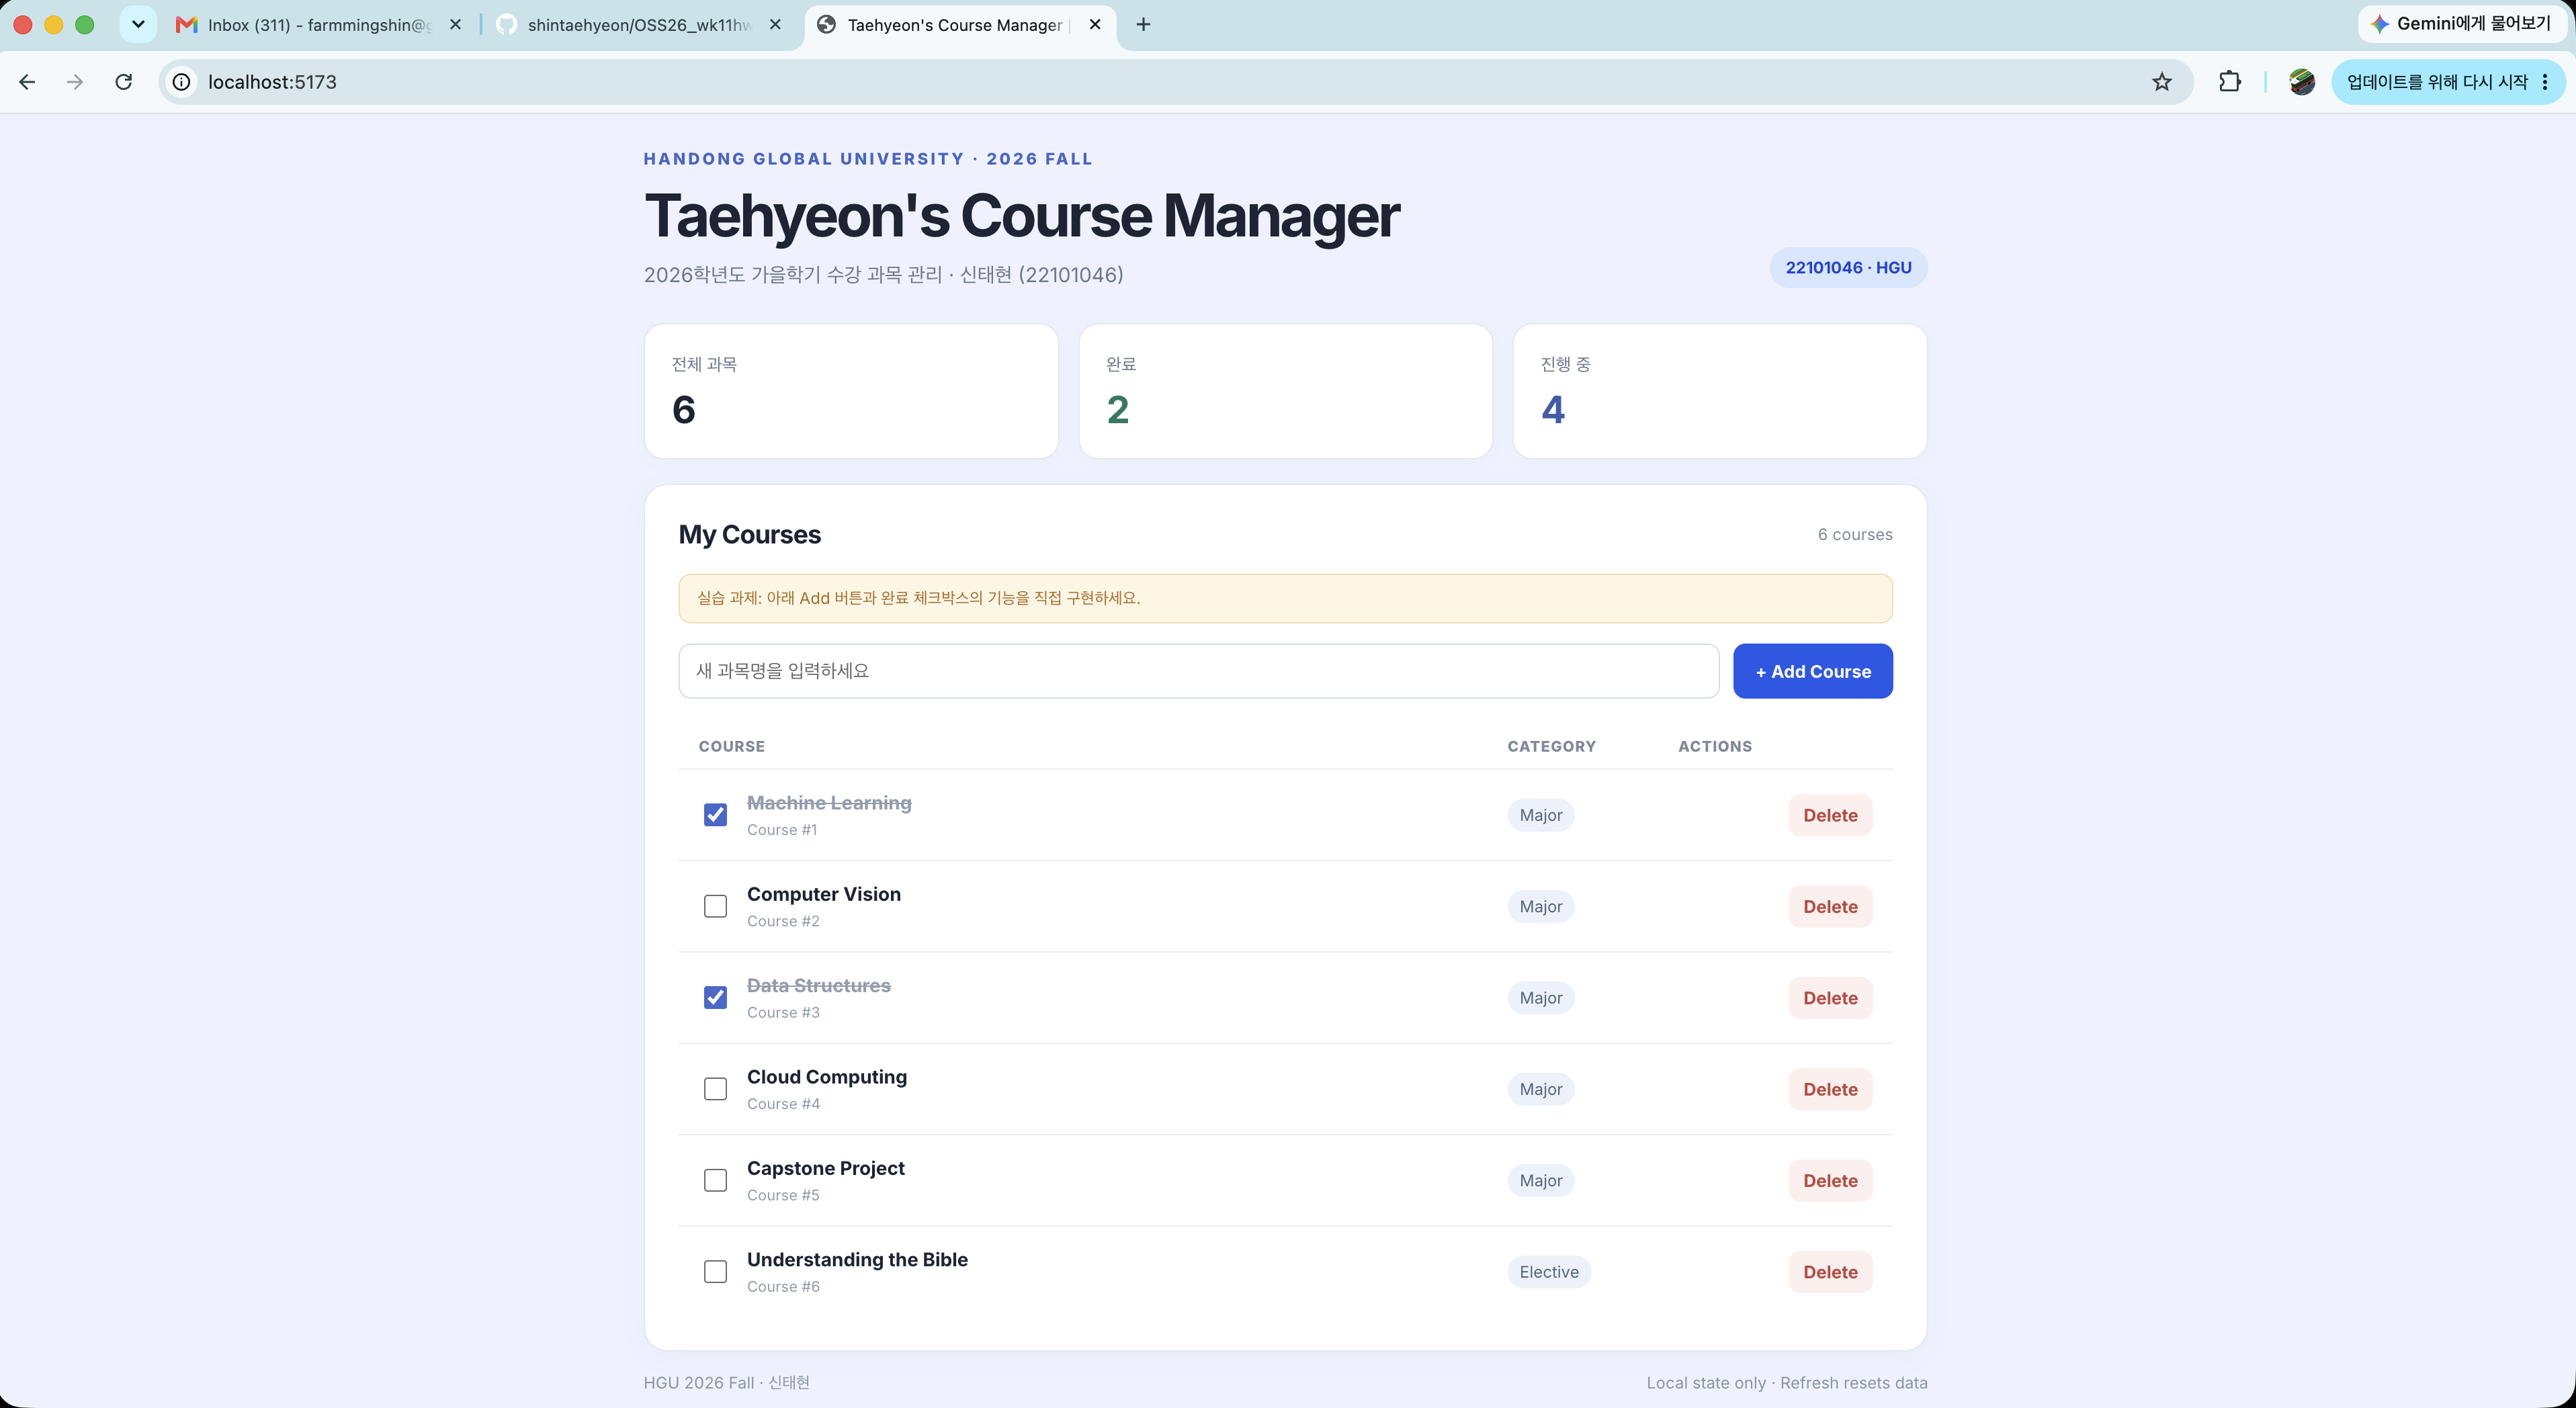 Inbox (311) - farmmingshin@g
shintaehyeon/OSS26_wk11hw
Taehyeon's Course Manager |
Gemini에게 물어보기
localhost:5173
업데이트를 위해 다시 시작
HANDONG GLOBAL UNIVERSITY · 2026 FALL
Taehyeon's Course Manager
2026학년도 가을학기 수강 과목 관리 · 신태현 (22101046)
22101046 · HGU
전체 과목
6
완료
2
진행 중
4
My Courses
6 courses
실습 과제: 아래 Add 버튼과 완료 체크박스의 기능을 직접 구현하세요.
새 과목명을 입력하세요
+ Add Course
COURSE CATEGORY ACTIONS
Machine Learning
Course #1
Major
Delete
Computer Vision
Course #2
Major
Delete
Data Structures
Course #3
Major
Delete
Cloud Computing
Course #4
Major
Delete
Capstone Project
Course #5
Major
Delete
Understanding the Bible
Course #6
Elective
Delete
HGU 2026 Fall · 신태현
Local state only · Refresh resets data